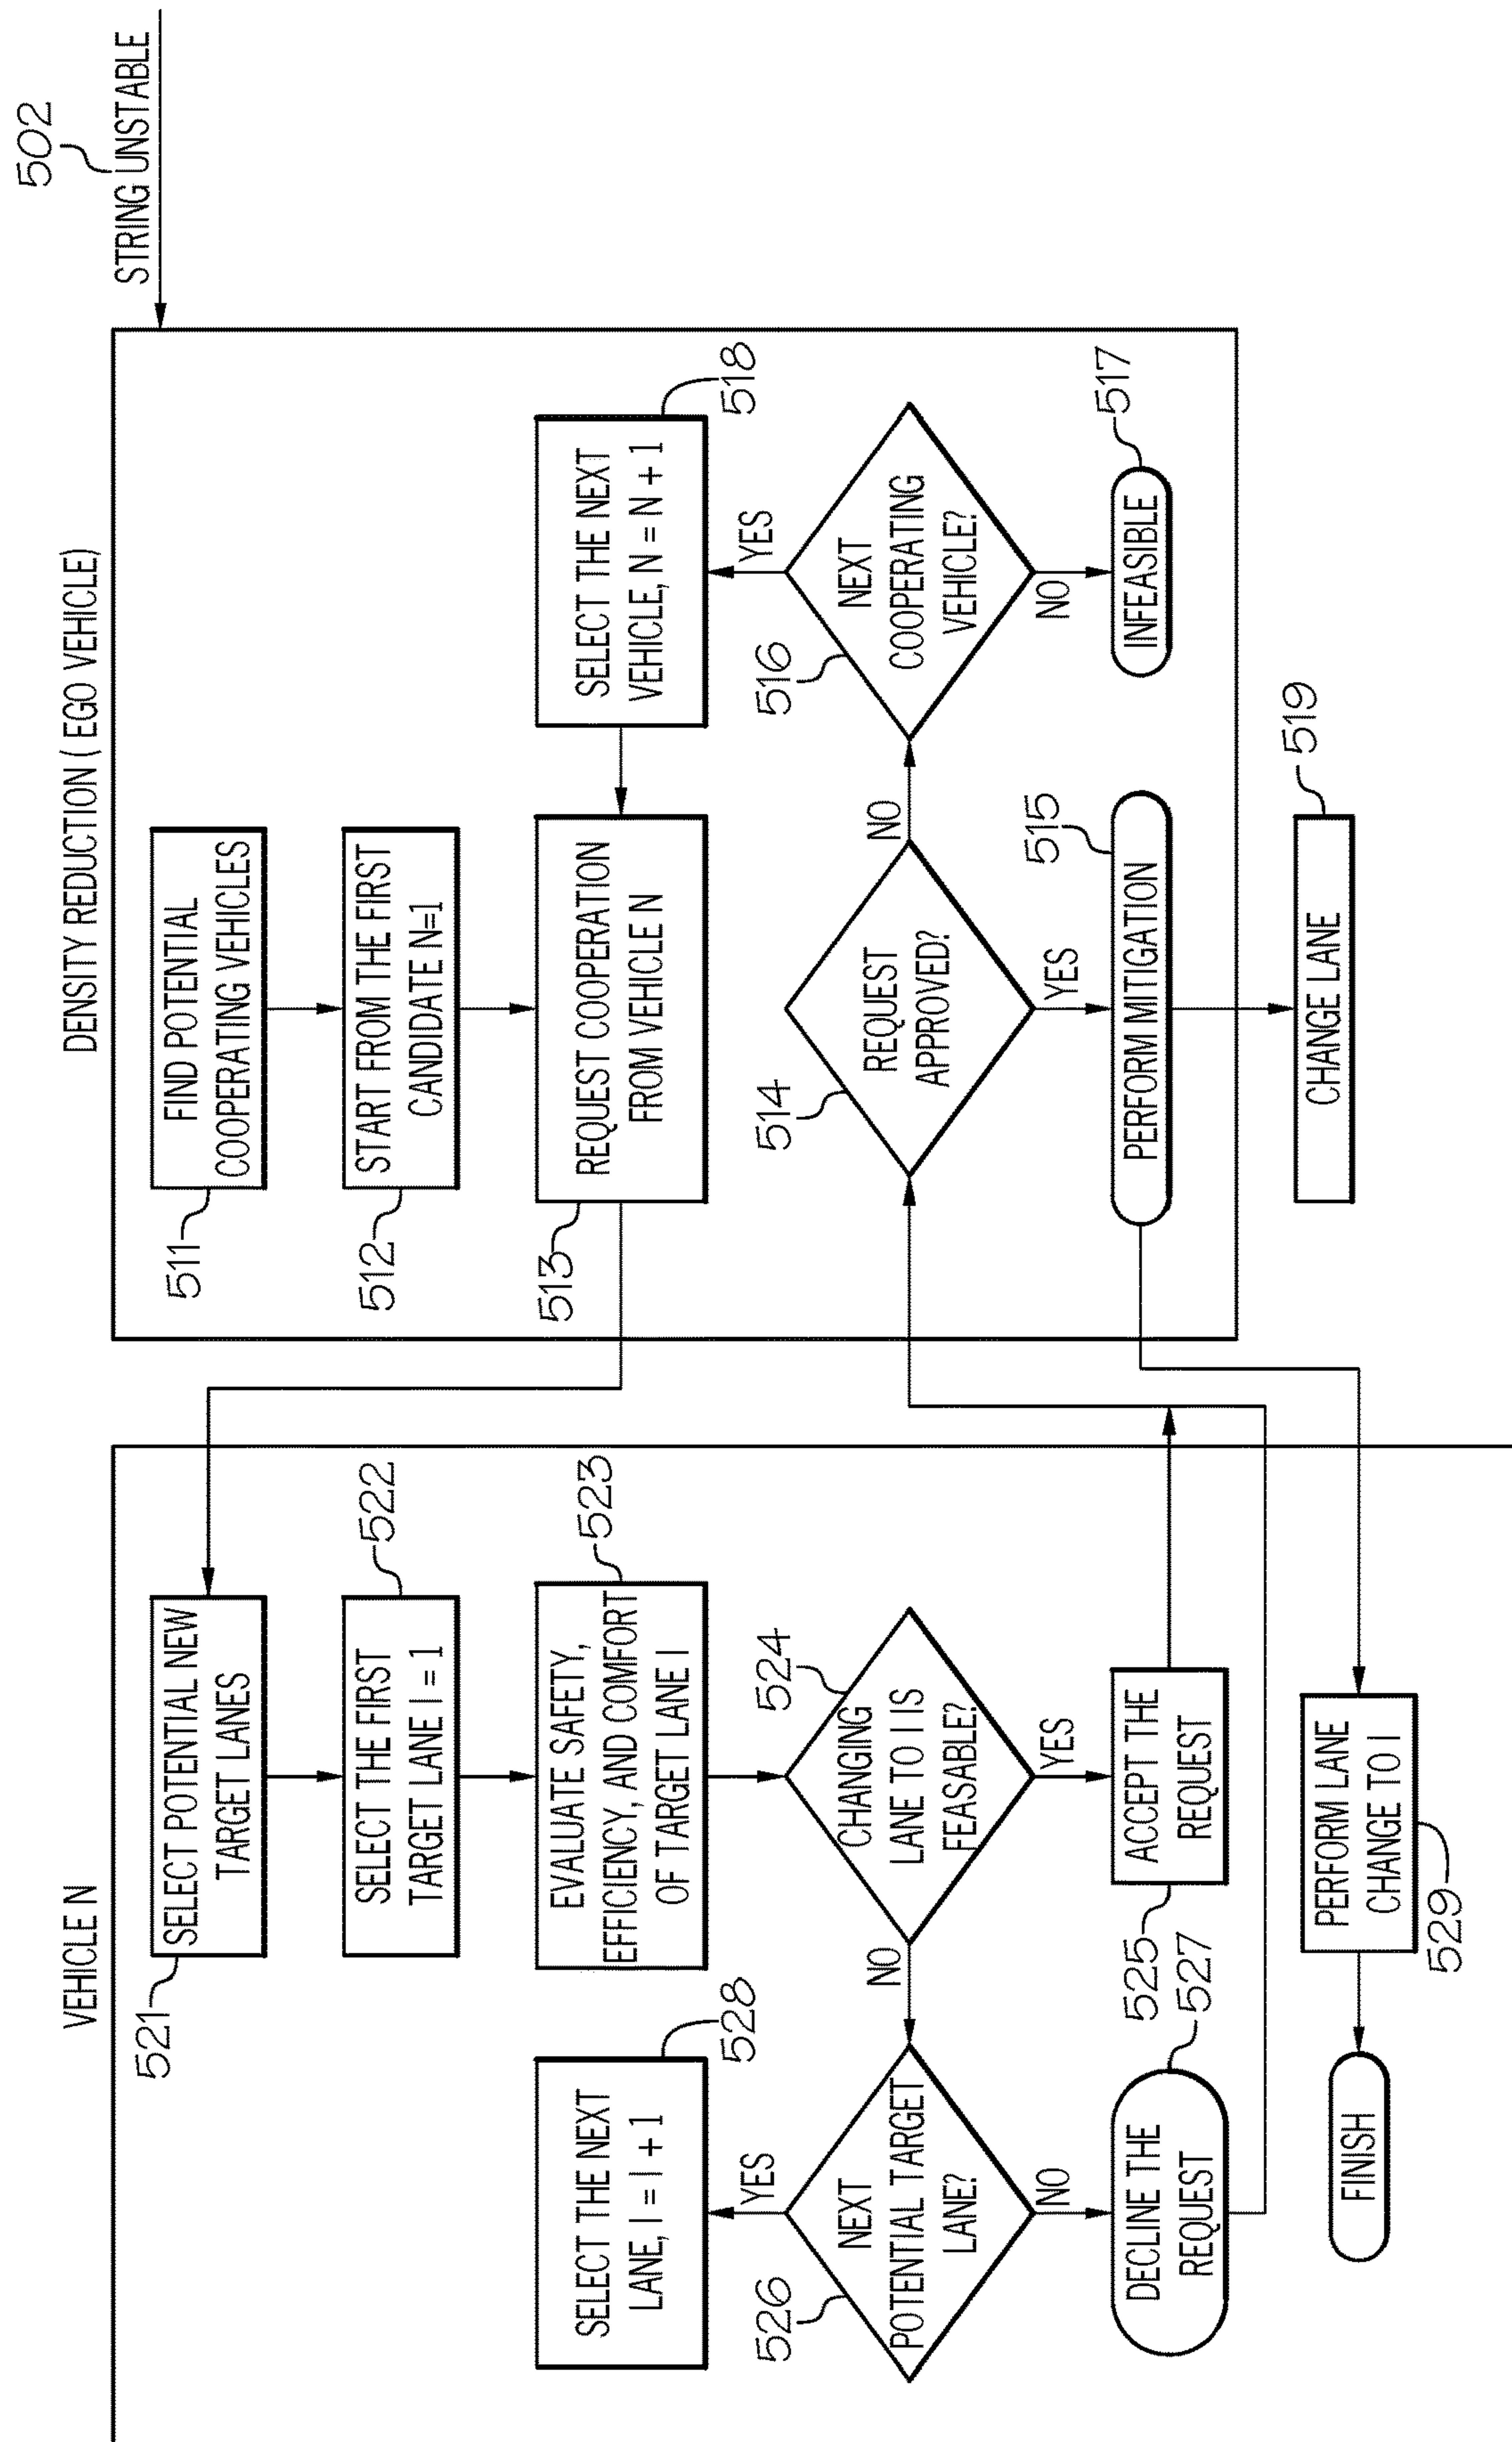 VEHICLE N
521
SELECT POTENTIAL NEW
TARGET LANES
522
SELECT THE FIRST
TARGET LANE I = 1
528
SELECT THE NEXT
LANE, I = I + 1
523
EVALUATE SAFETY,
EFFICIENCY, AND COMFORT
OF TARGET LANE I
526
NEXT
POTENTIAL TARGET
LANE?
YES
NO
NO
524
CHANGING
LANE TO I IS
FEASABLE?
YES
527
DECLINE THE
REQUEST
525
ACCEPT THE
REQUEST
FINISH
PERFORM LANE
CHANGE TO I
529
DENSITY REDUCTION ( EGO VEHICLE)
502
STRING UNSTABLE
511
FIND POTENTIAL
COOPERATING VEHICLES
512
START FROM THE FIRST
CANDIDATE N=1
513
REQUEST COOPERATION
FROM VEHICLE N
518
SELECT THE NEXT
VEHICLE, N = N + 1
514
REQUEST
APPROVED?
NO
YES
516
NEXT
COOPERATING
VEHICLE?
YES
NO
515
PERFORM MITIGATION
517
INFEASIBLE
519
CHANGE LANE